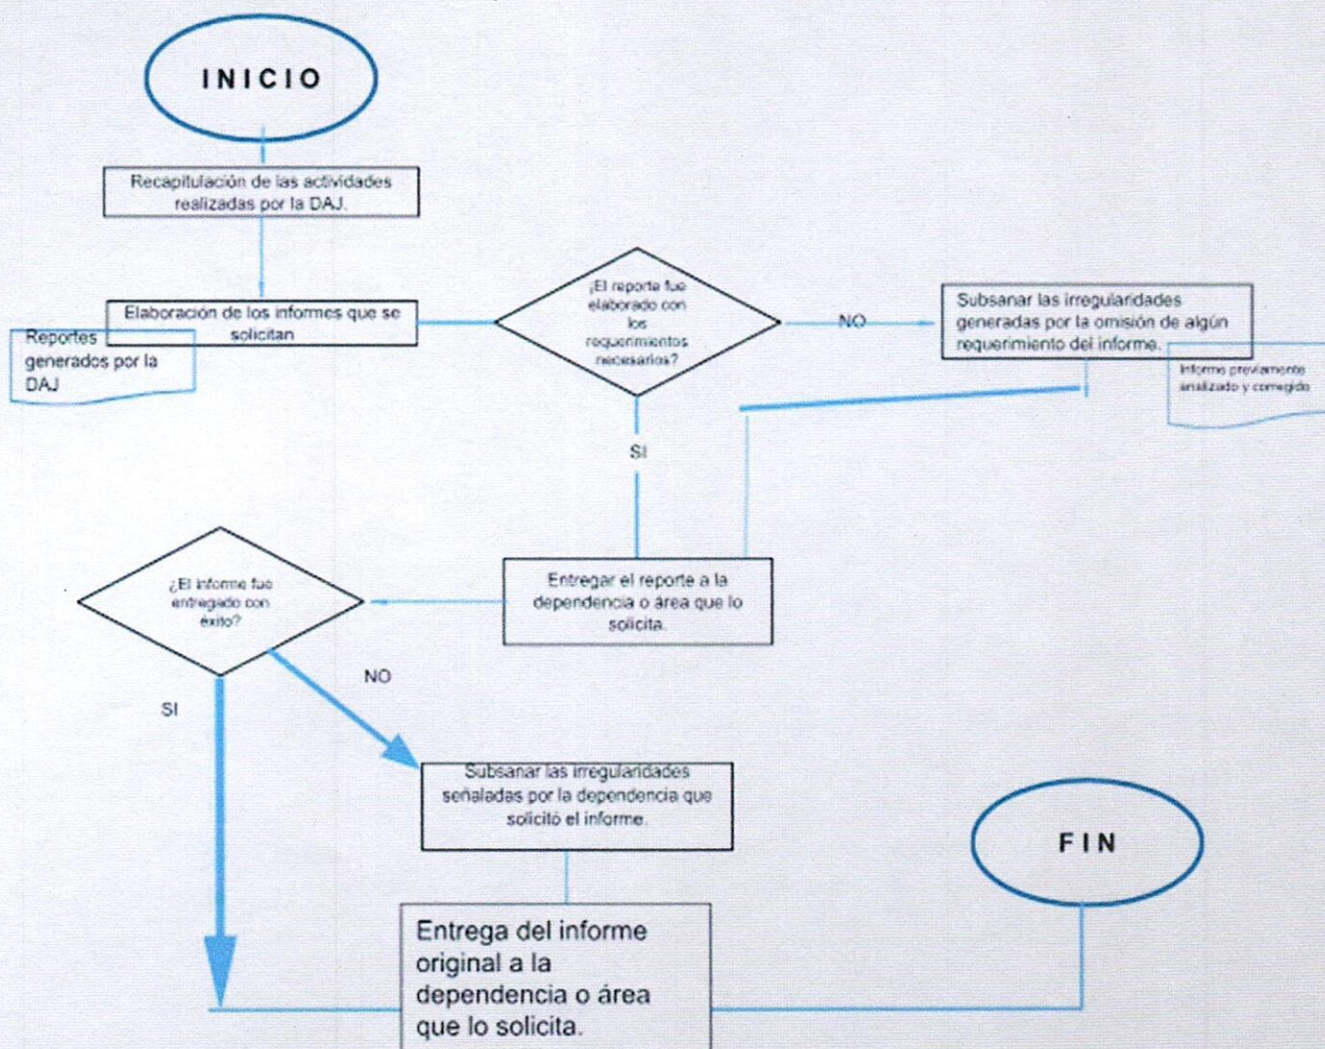 INICIO
Recapitulación de las actividades
realizadas por la DAJ.
Elaboración de los informes que se
solicitan
Reportes
generados por la
DAJ
¿El reporte fue
elaborado con
los
requerimientos
necesarios?
NO
Subsanar las irregularidades
generadas por la omisión de algún
requerimiento del informe.
Informe previamente
analizado y corregido
SI
Entregar el reporte a la
dependencia o área que lo
solicita.
¿El informe fue
entregado con
éxito?
NO
SI
Subsanar las irregularidades
señaladas por la dependencia que
solicitó el informe.
Entrega del informe
original a la
dependencia o área
que lo solicita.
FIN